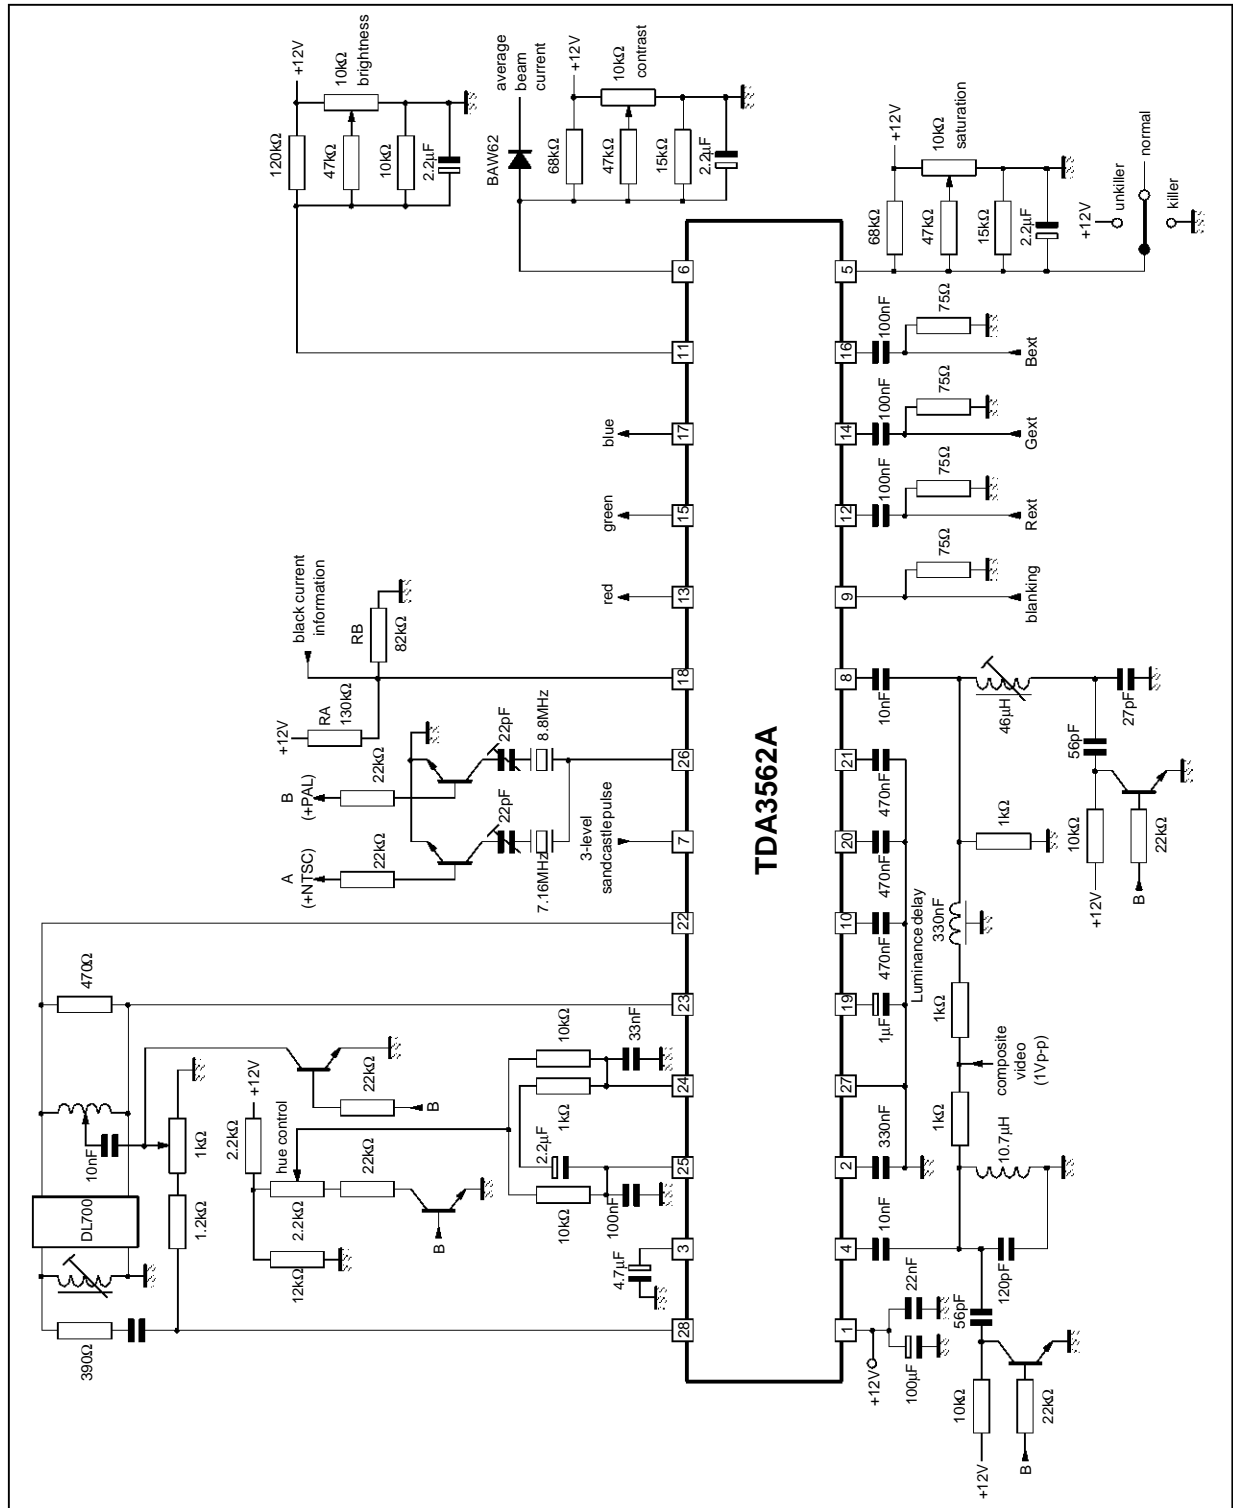 +12V
10kΩ
brightness
120kΩ
47kΩ
10kΩ
2.2µF
average
beam
current
BAW62
+12V
10kΩ
contrast
68kΩ
47kΩ
15kΩ
2.2µF
+12V
10kΩ
saturation
68kΩ
47kΩ
15kΩ
2.2µF
+12V
unkiller
normal
killer
6
5
11
16
100nF
75Ω
Bext
blue
17
14
100nF
75Ω
Gext
green
15
12
100nF
75Ω
Rext
red
13
9
75Ω
blanking
black current
information
RB
82kΩ
+12V
RA
130kΩ
18
8
10nF
46µH
27pF
56pF
10kΩ
+12V
22kΩ
B
B
(+PAL)
22kΩ
22pF
8.8MHz
26
21
470nF
A
(+NTSC)
22kΩ
22pF
7.16MHz
3-level
sandcastle pulse
7
20
470nF
1kΩ
TDA3562A
22
10
470nF
Luminance delay
330nF
470Ω
23
19
1µF
1kΩ
composite
video
(1Vp-p)
10kΩ
33nF
1kΩ
24
27
22kΩ
B
+12V
2.2kΩ
hue control
2.2kΩ
22kΩ
B
12kΩ
2.2µF
10kΩ
100nF
25
2
330nF
1kΩ
10.7µH
10nF
1kΩ
1.2kΩ
DL700
4.7µF
3
4
10nF
120pF
56pF
390Ω
28
1
+12V
22nF
100µF
10kΩ
+12V
22kΩ
B